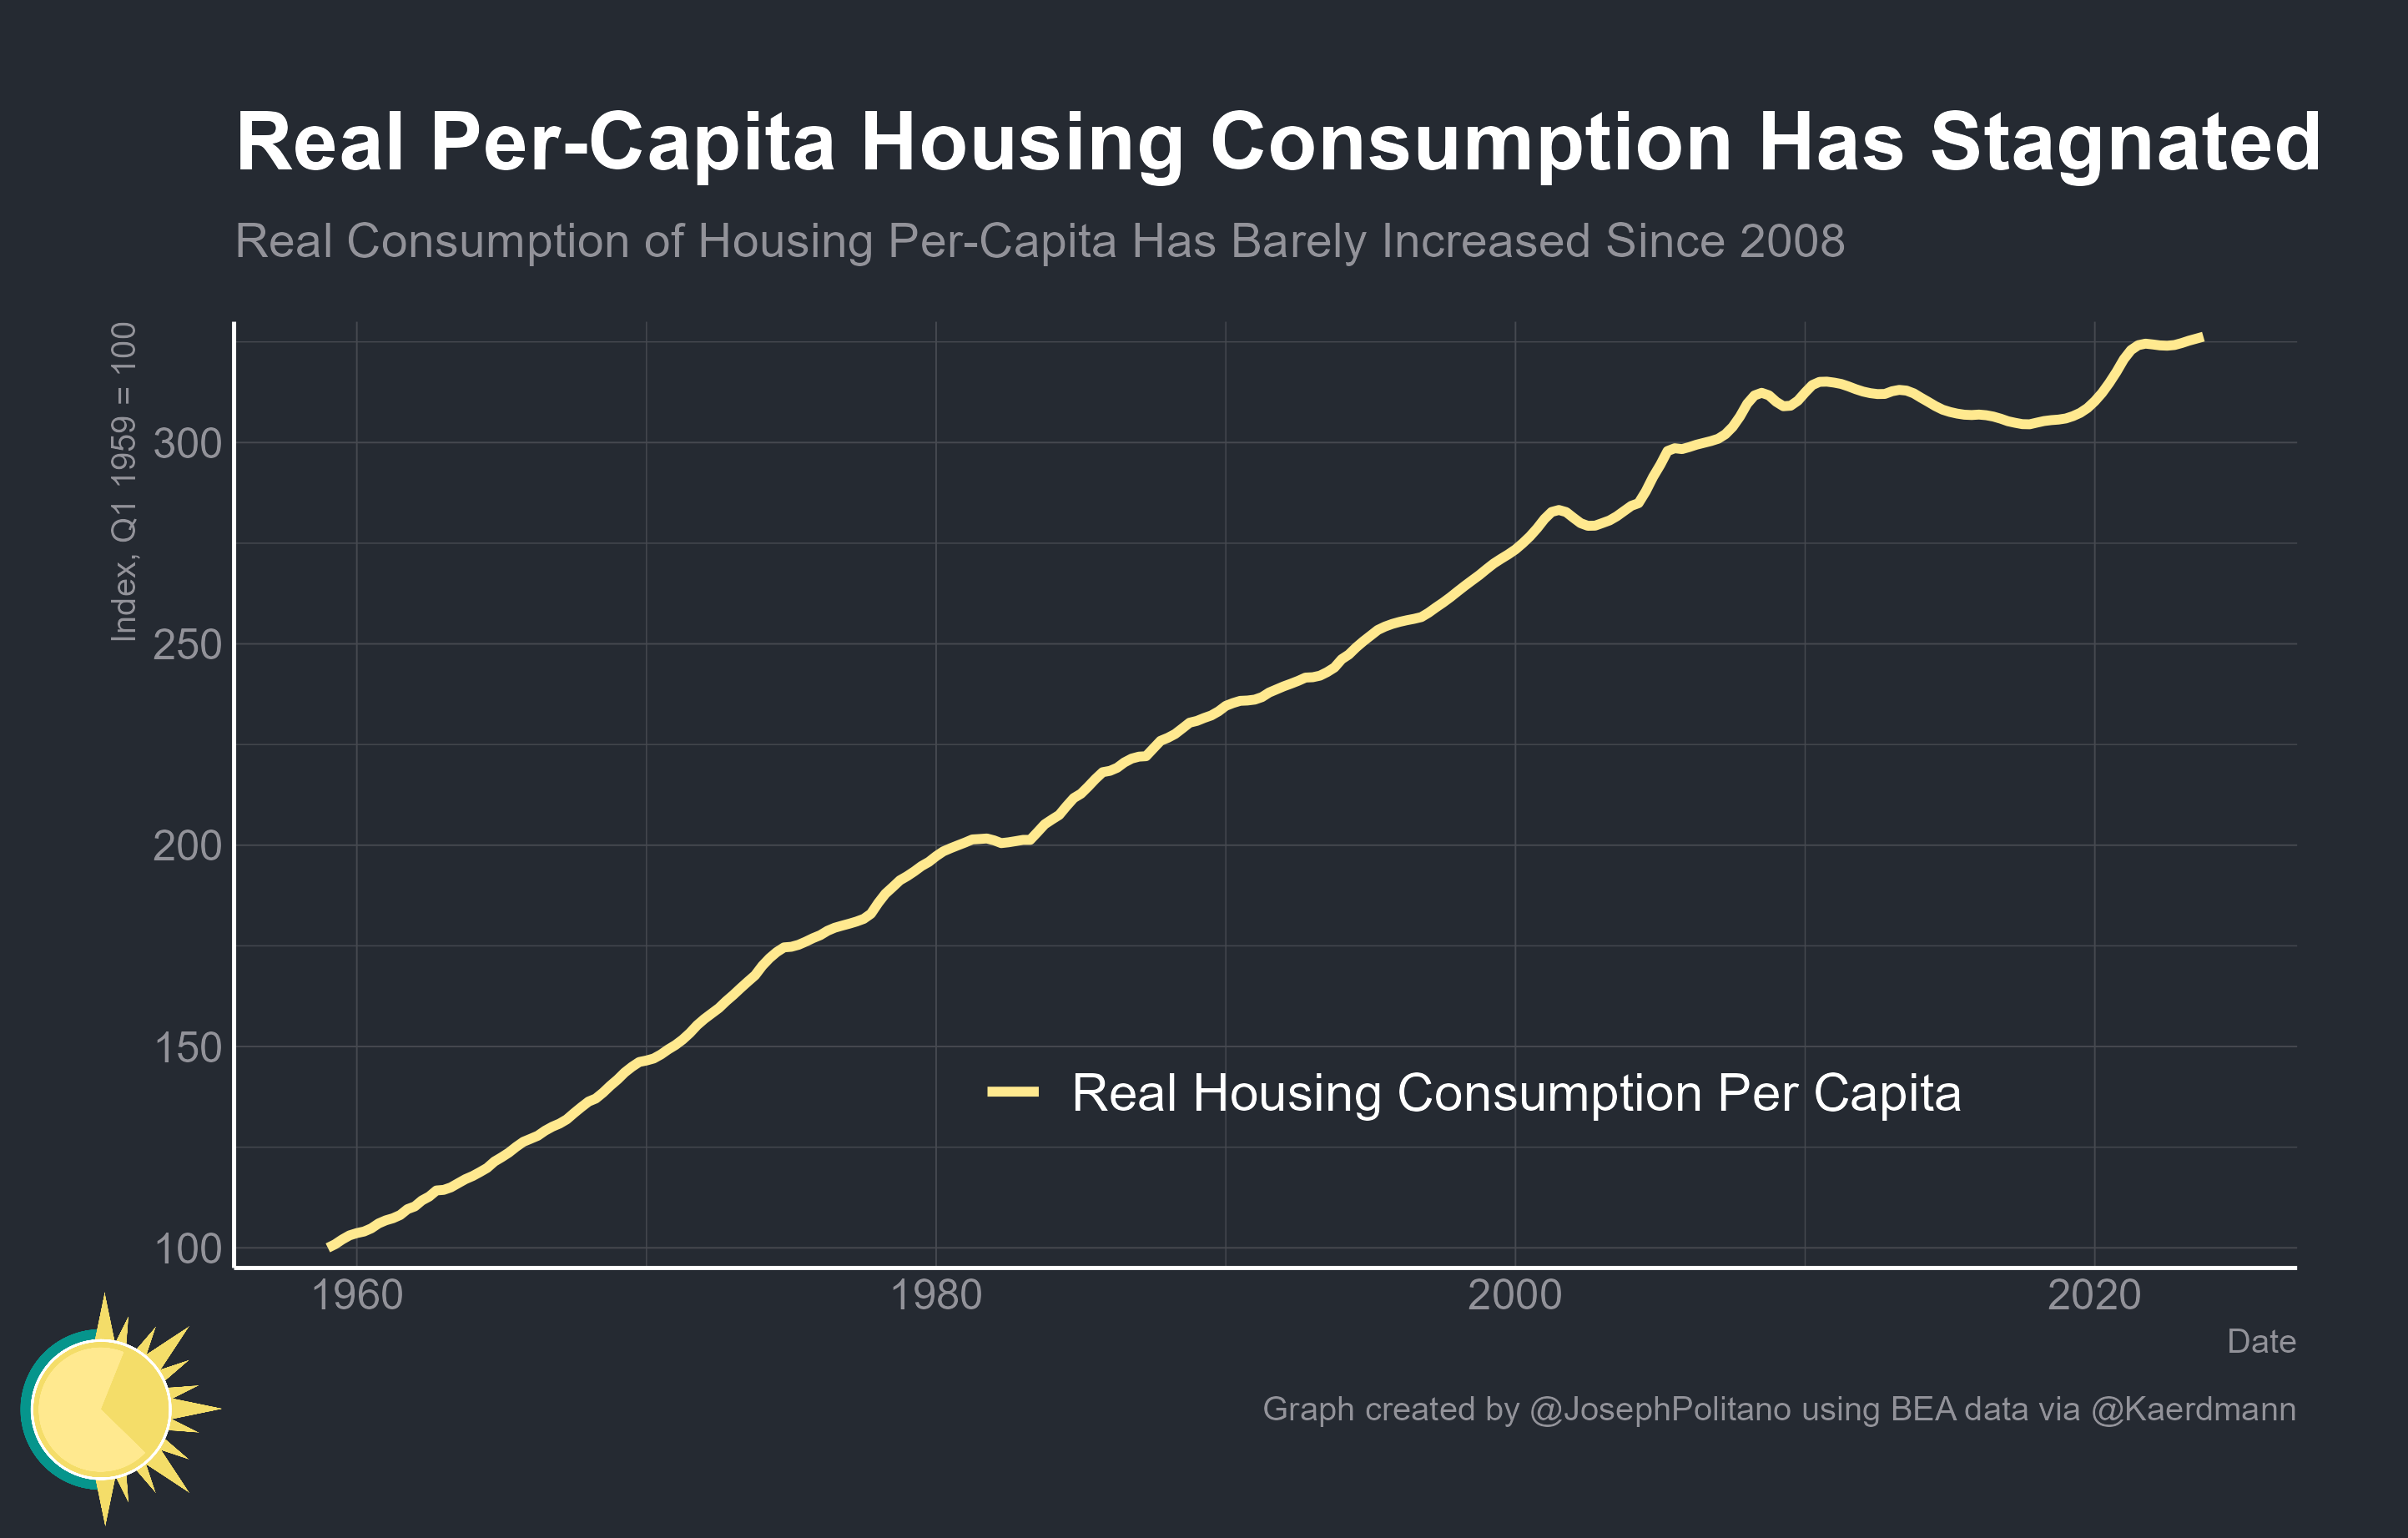 Real Per-Capita Housing Consumption Has Stagnated
Real Consumption of Housing Per-Capita Has Barely Increased Since 2008
Index, Q1 1959 = 100
300
250
200
150
100
Real Housing Consumption Per Capita
1960
1980
2000
2020
Date
Graph created by @JosephPolitano using BEA data via @Kaerdmann